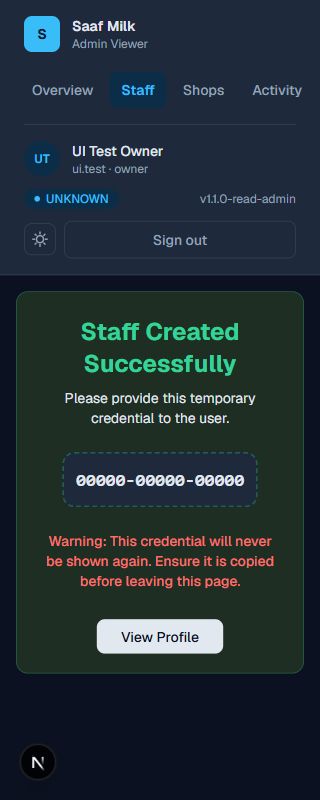 S
Saaf Milk
Admin Viewer
Overview Staff Shops Activity
UT
UI Test Owner
ui.test · owner
UNKNOWN
v1.1.0-read-admin
Sign out
Staff Created
Successfully
Please provide this temporary
credential to the user.
00000-00000-00000
Warning: This credential will never
be shown again. Ensure it is copied
before leaving this page.
View Profile
N